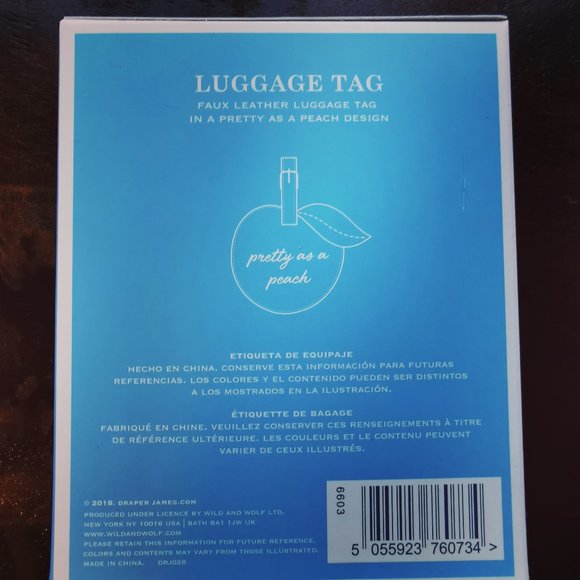 LUGGAGE TAG
FAUX LEATHER LUGGAGE TAG
IN A PRETTY AS A PEACH DESIGN
pretty as a
peach
ETIQUETA DE EQUIPAJE
HECHO EN CHINA. CONSERVE ESTA INFORMACIÓN PARA FUTURAS
REFERENCIAS. LOS COLORES Y EL CONTENIDO PUEDEN SER DISTINTOS
A LOS MOSTRADOS EN LA ILUSTRACIÓN.
ÉTIQUETTE DE BAGAGE
FABRIQUÉ EN CHINE. VEUILLEZ CONSERVER CES RENSEIGNEMENTS À TITRE
DE RÉFÉRENCE ULTÉRIEURE. LES COULEURS ET LE CONTENU PEUVENT
VARIER DE CEUX ILLUSTRÉS.
© 2018. DRAPER JAMES.COM
PRODUCED UNDER LICENCE BY WILD AND WOLF LTD.
NEW YORK NY 10016 USA | BATH BA1 1JW UK
WWW.WILDANDWOLF.COM
PLEASE RETAIN THIS INFORMATION FOR FUTURE REFERENCE.
COLORS AND CONTENTS MAY VARY FROM THOSE ILLUSTRATED.
MADE IN CHINA. DRJ028
6603
5 055923 760734 >